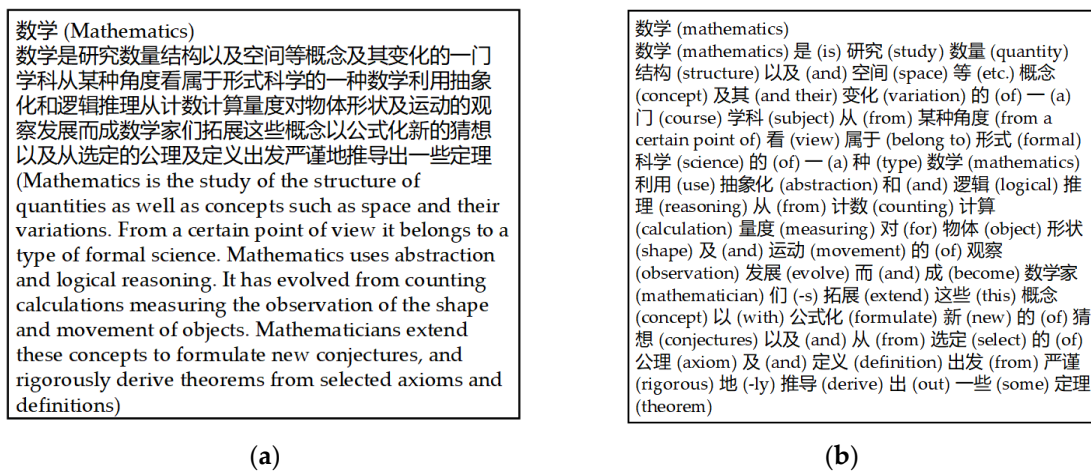 数学 (Mathematics)
数学是研究数量结构以及空间等概念及其变化的一门
学科从某种角度看属于形式科学的一种数学利用抽象
化和逻辑推理从计数计算量度对物体形状及运动的观
察发展而成数学家们拓展这些概念以公式化新的猜想
以及从选定的公理及定义出发严谨地推导出一些定理
(Mathematics is the study of the structure of
quantities as well as concepts such as space and their
variations. From a certain point of view it belongs to a
type of formal science. Mathematics uses abstraction
and logical reasoning. It has evolved from counting
calculations measuring the observation of the shape
and movement of objects. Mathematicians extend
these concepts to formulate new conjectures, and
rigorously derive theorems from selected axioms and
definitions)
(a)
数学 (mathematics)
数学 (mathematics) 是 (is) 研究 (study) 数量 (quantity)
结构 (structure) 以及 (and) 空间 (space) 等 (etc.) 概念
(concept) 及其 (and their) 变化 (variation) 的 (of) 一 (a)
门 (course) 学科 (subject) 从 (from) 某种角度 (from a
certain point of) 看 (view) 属于 (belong to) 形式 (formal)
科学 (science) 的 (of) 一 (a) 种 (type) 数学 (mathematics)
利用 (use) 抽象化 (abstraction) 和 (and) 逻辑 (logical) 推
理 (reasoning) 从 (from) 计数 (counting) 计算
(calculation) 量度 (measuring) 对 (for) 物体 (object) 形状
(shape) 及 (and) 运动 (movement) 的 (of) 观察
(observation) 发展 (evolve) 而 (and) 成 (become) 数学家
(mathematician) 们 (-s) 拓展 (extend) 这些 (this) 概念
(concept) 以 (with) 公式化 (formulate) 新 (new) 的 (of) 猜
想 (conjectures) 以及 (and) 从 (from) 选定 (select) 的 (of)
公理 (axiom) 及 (and) 定义 (definition) 出发 (from) 严谨
(rigorous) 地 (-ly) 推导 (derive) 出 (out) 一些 (some) 定理
(theorem)
(b)